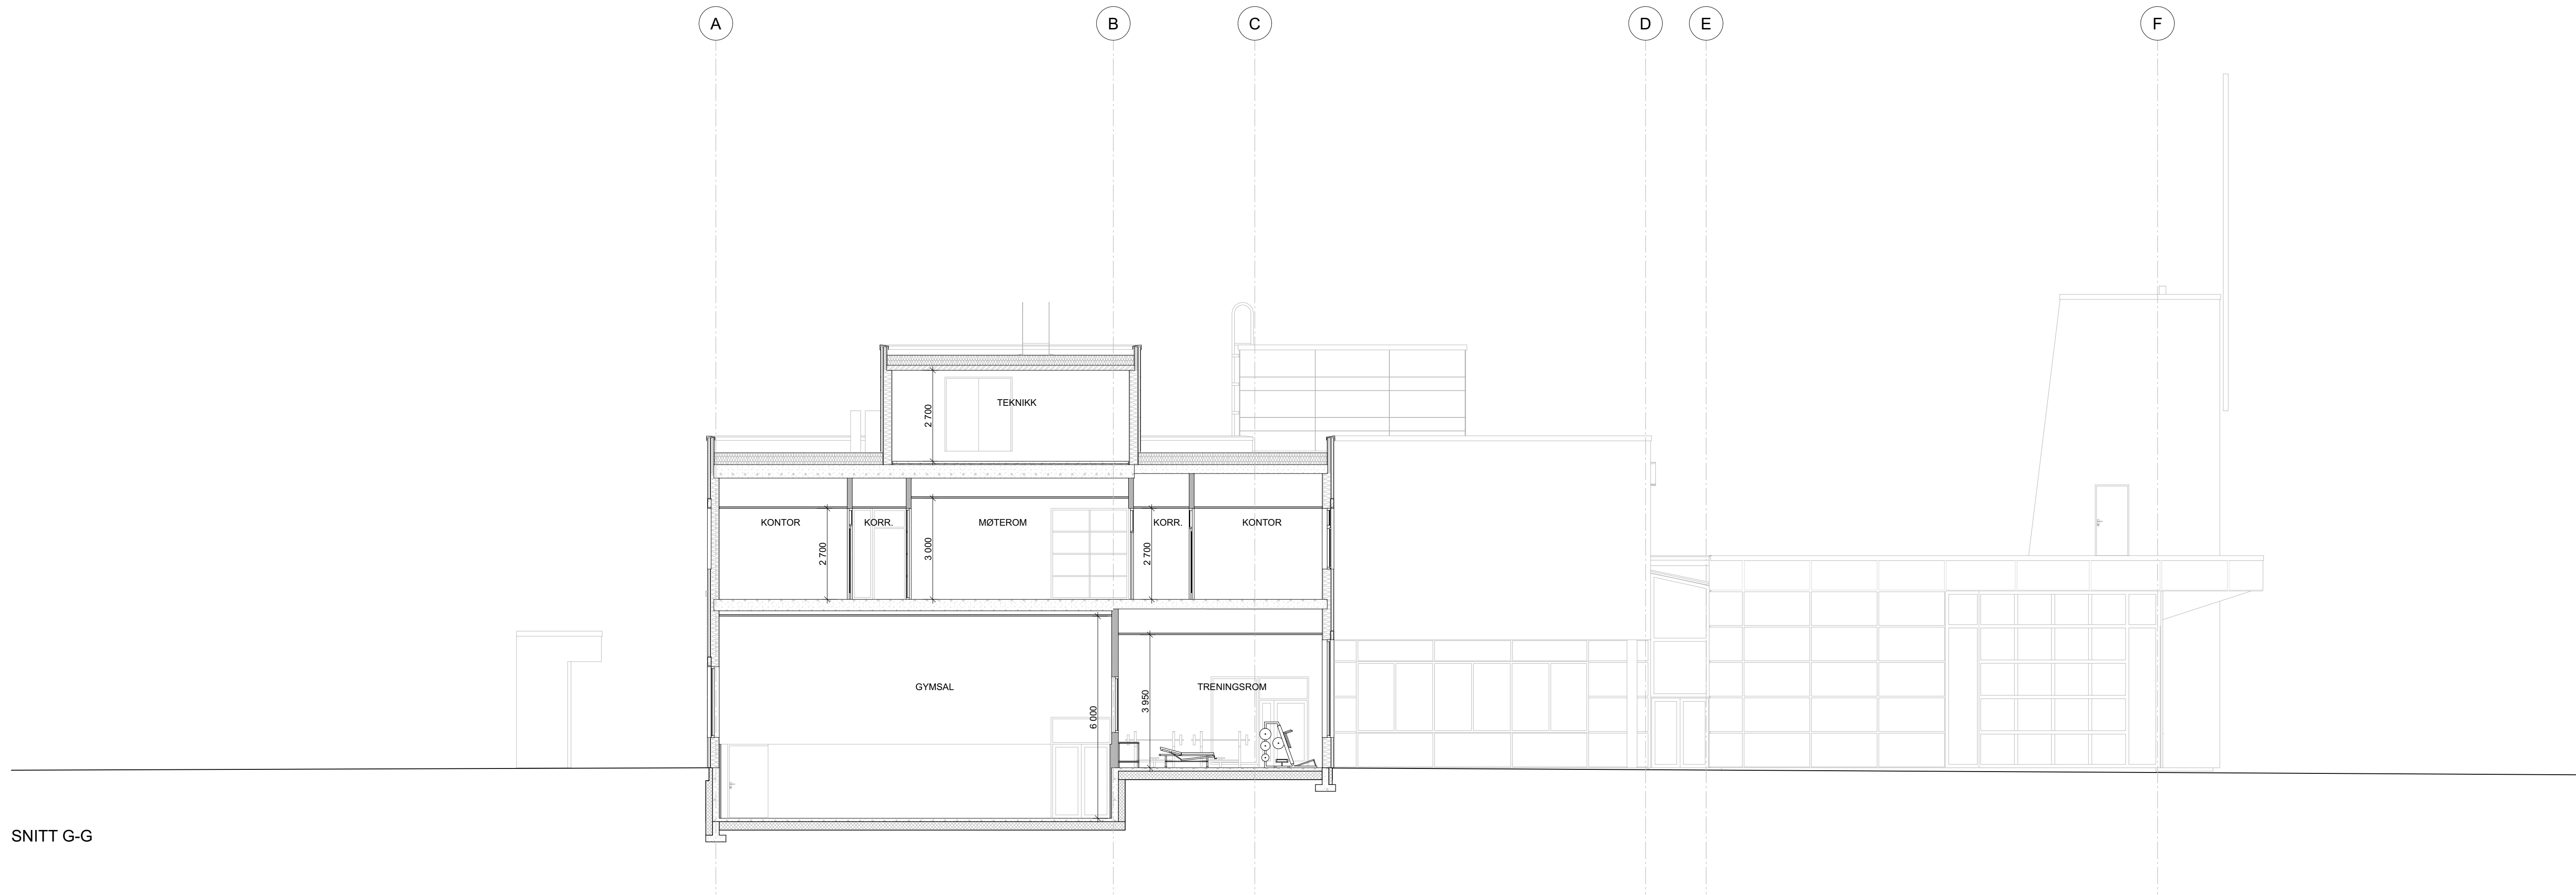 A B C D E F
TEKNIKK
2 700
KONTOR KORR. MØTEROM KORR. KONTOR
2 700 3 000 2 700
GYMSAL TRENINGSROM
6 000 3 950
SNITT G-G